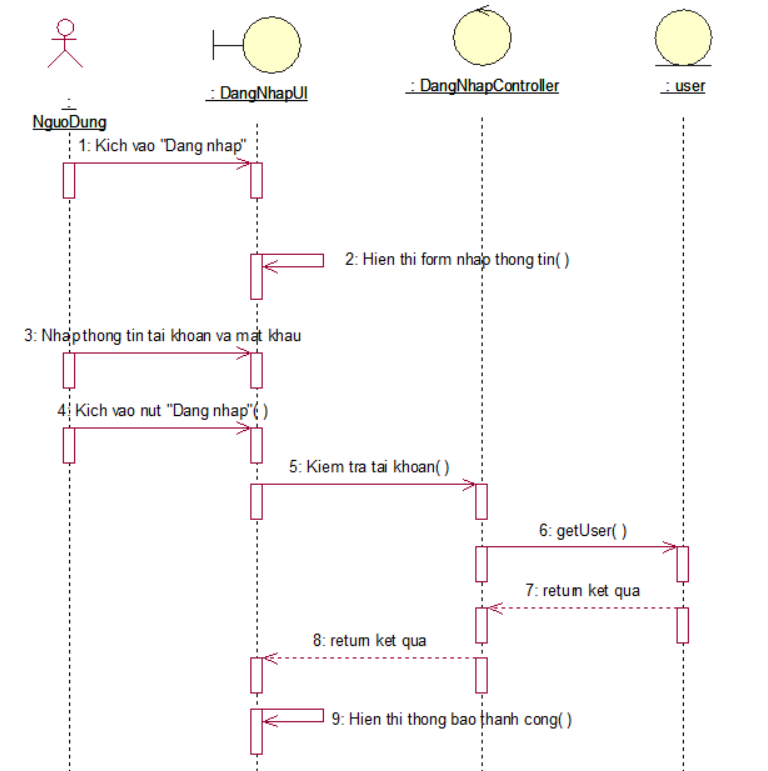 :
NguoDung
: DangNhapUI
: DangNhapController
: user
1: Kich vao "Dang nhap"
2: Hien thi form nhap thong tin( )
3: Nhap thong tin tai khoan va mat khau
4: Kich vao nut "Dang nhap"( )
5: Kiem tra tai khoan( )
6: getUser( )
7: return ket qua
8: return ket qua
9: Hien thi thong bao thanh cong( )